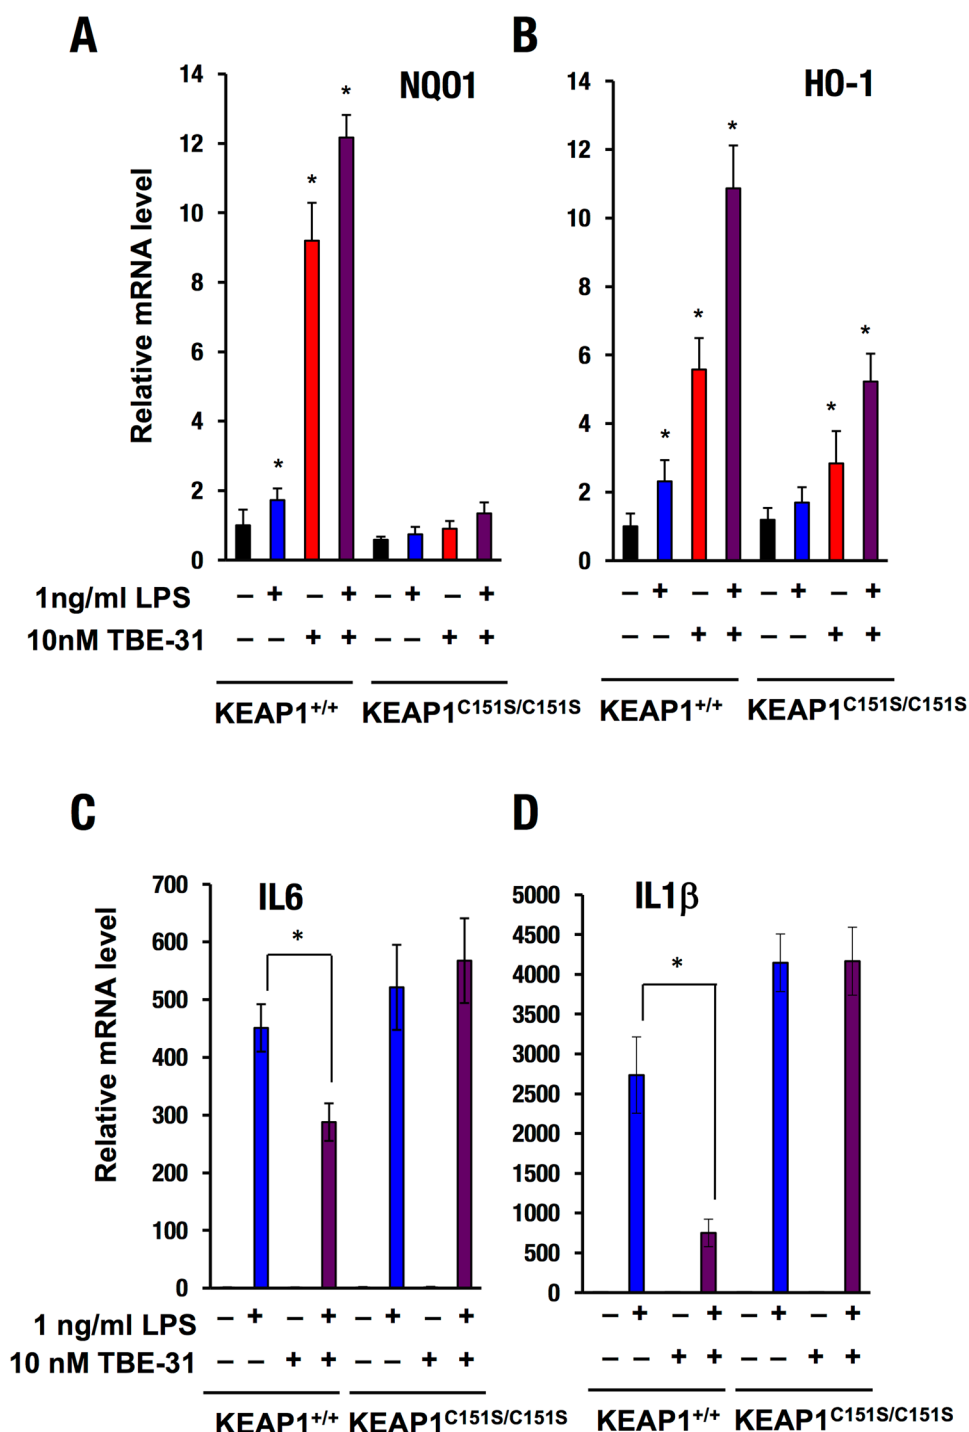 A
NQO1
Relative mRNA level
14
12
10
8
6
4
2
0
* * *
1ng/ml LPS – + – + – + – +
10nM TBE-31 – – + + – – + +
KEAP1+/+ KEAP1C151S/C151S
B
HO-1
14
12
10
8
6
4
2
0
* * * * *
– + – + – + – +
– – + + – – + +
KEAP1+/+ KEAP1C151S/C151S
C
IL6
Relative mRNA level
700
600
500
400
300
200
100
0
*
1 ng/ml LPS – + – + – + – +
10 nM TBE-31 – – + + – – + +
KEAP1+/+ KEAP1C151S/C151S
D
IL1β
5000
4500
4000
3500
3000
2500
2000
1500
1000
500
0
*
– + – + – + – +
– – + + – – + +
KEAP1+/+ KEAP1C151S/C151S